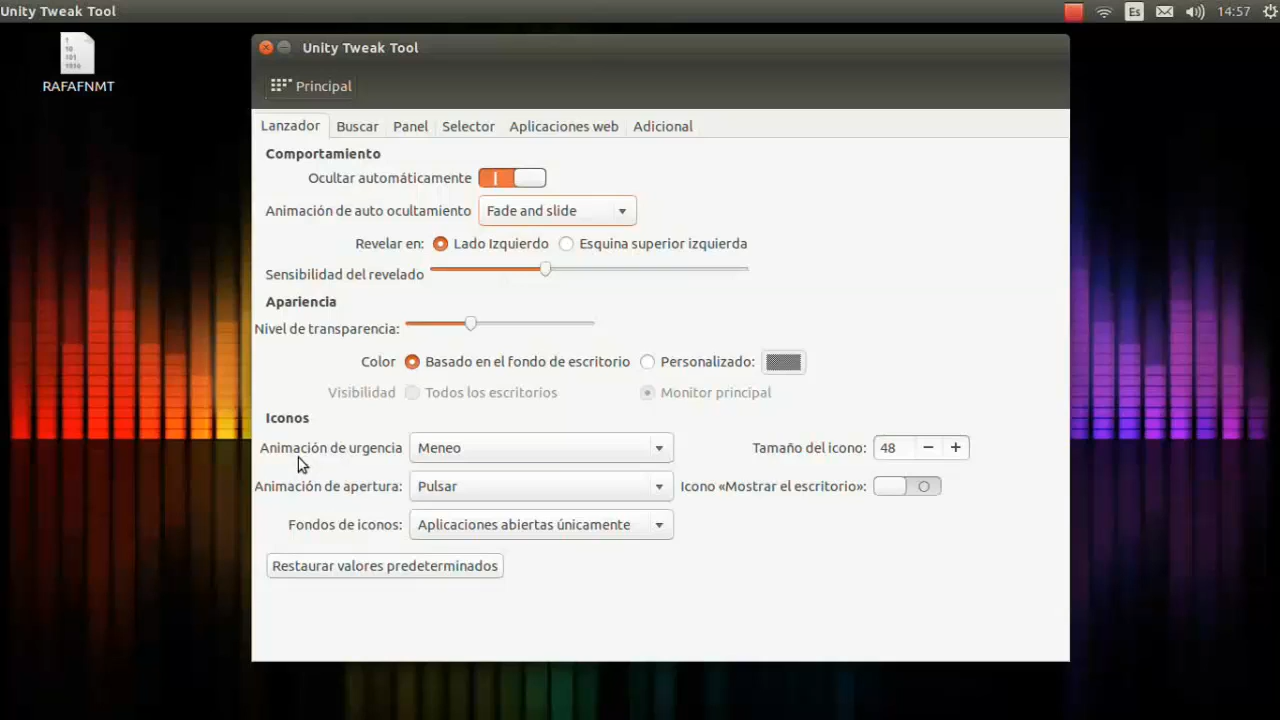 Unity Tweak Tool
Es
14:57
1
10
101
1010
RAFAFNMT
Unity Tweak Tool
Principal
Lanzador Buscar Panel Selector Aplicaciones web Adicional
Comportamiento
Ocultar automáticamente
Animación de auto ocultamiento Fade and slide
Revelar en: Lado Izquierdo Esquina superior izquierda
Sensibilidad del revelado
Apariencia
Nivel de transparencia:
Color Basado en el fondo de escritorio Personalizado:
Visibilidad Todos los escritorios Monitor principal
Iconos
Animación de urgencia Meneo Tamaño del icono: 48 − +
Animación de apertura: Pulsar Icono «Mostrar el escritorio»:
Fondos de iconos: Aplicaciones abiertas únicamente
Restaurar valores predeterminados